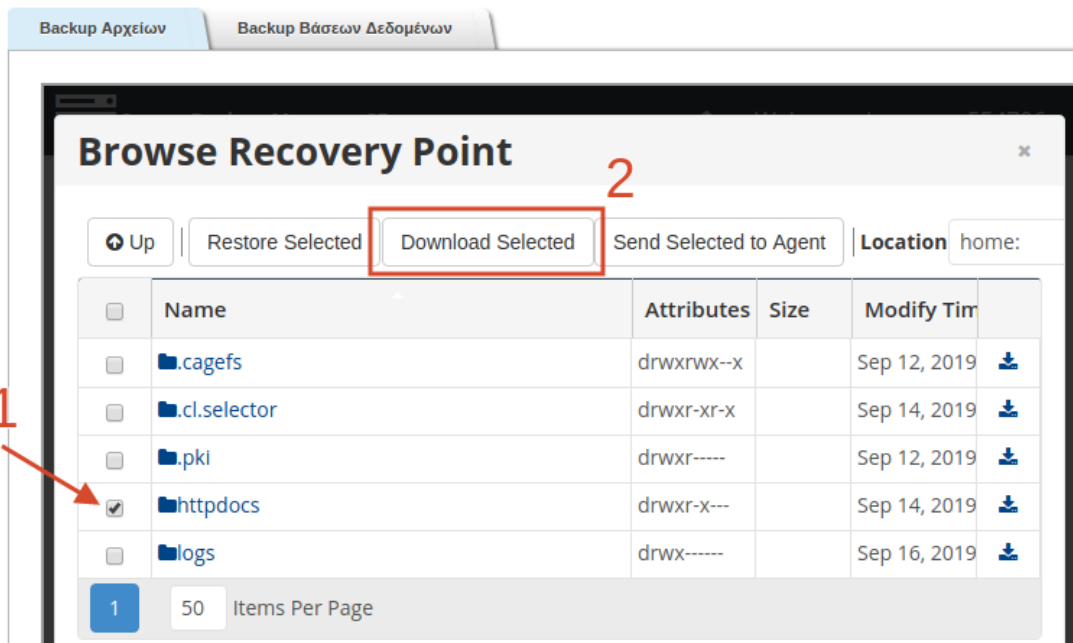 Backup Αρχείων Backup Βάσεων Δεδομένων
Browse Recovery Point ×
2
Up Restore Selected Download Selected Send Selected to Agent Location home:
Name Attributes Size Modify Tim
.cagefs drwxrwx--x Sep 12, 2019
.cl.selector drwxr-xr-x Sep 14, 2019
1
.pki drwxr----- Sep 12, 2019
httpdocs drwxr-x--- Sep 14, 2019
logs drwx------ Sep 16, 2019
1 50 Items Per Page